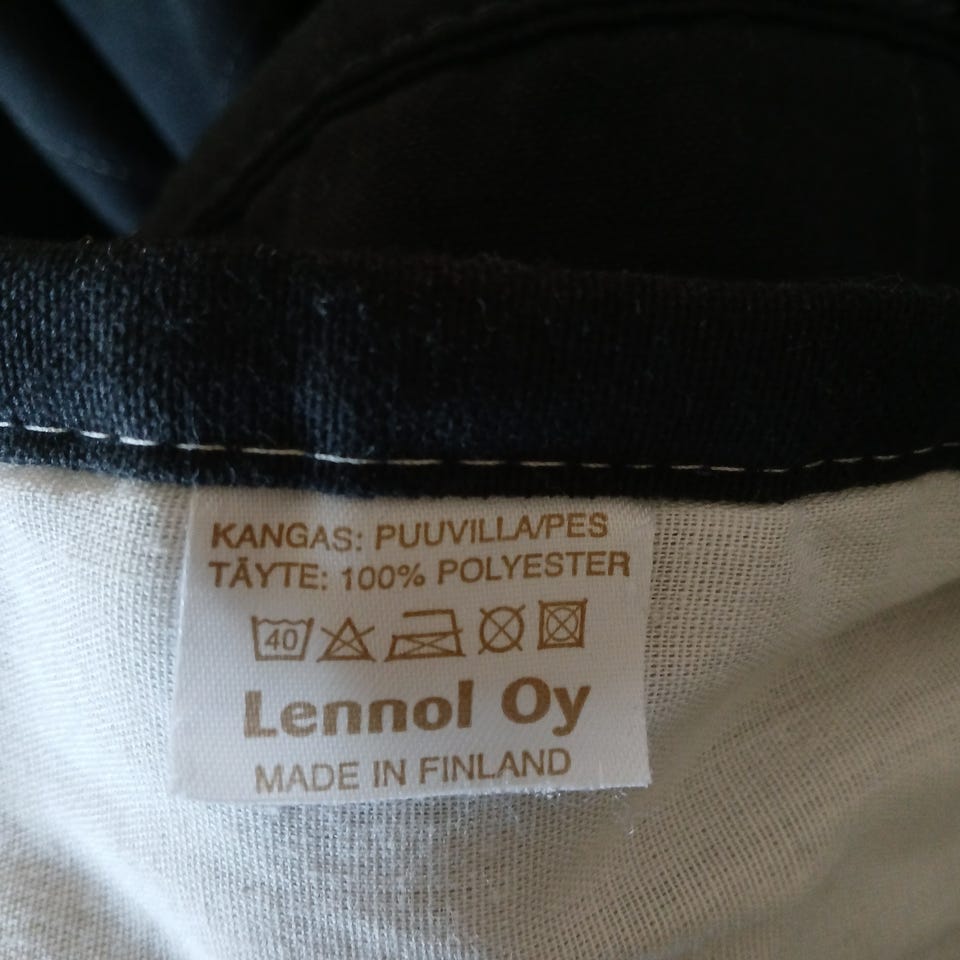 KANGAS: PUUVILLA/PES
TÄYTE: 100% POLYESTER
40
Lennol Oy
MADE IN FINLAND